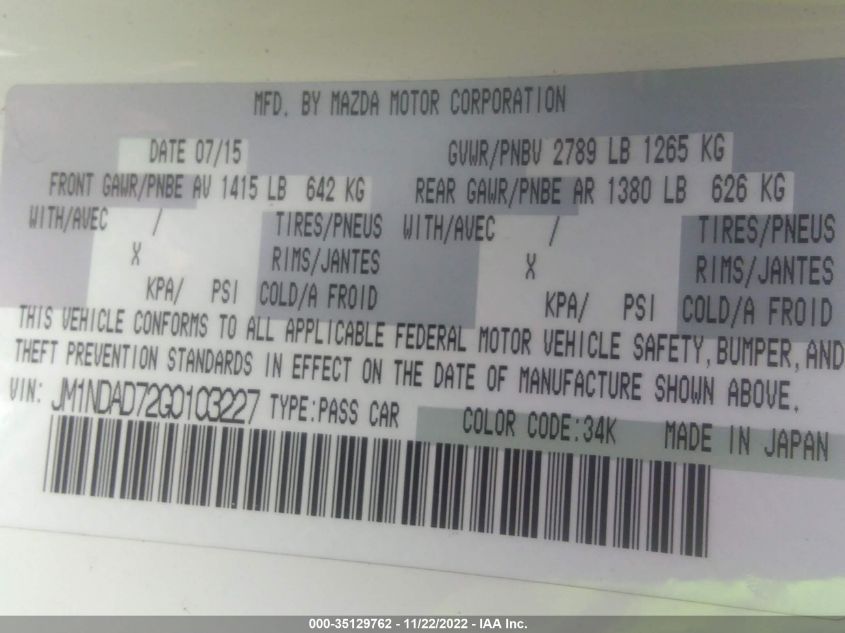 MFD. BY MAZDA MOTOR CORPORATION
DATE 07/15 GVWR/PNBV 2789 LB 1265 KG
FRONT GAWR/PNBE AV 1415 LB 642 KG REAR GAWR/PNBE AR 1380 LB 626 KG
WITH/AVEC / TIRES/PNEUS WITH/AVEC / TIRES/PNEUS
X RIMS/JANTES X RIMS/JANTES
KPA/ PSI COLD/A FROID KPA/ PSI COLD/A FROID
THIS VEHICLE CONFORMS TO ALL APPLICABLE FEDERAL MOTOR VEHICLE SAFETY, BUMPER, AND
THEFT PREVENTION STANDARDS IN EFFECT ON THE DATE OF MANUFACTURE SHOWN ABOVE.
VIN: JM1NDAD72G0103227 TYPE:PASS CAR COLOR CODE:34K MADE IN JAPAN
000-35129762 - 11/22/2022 - IAA Inc.